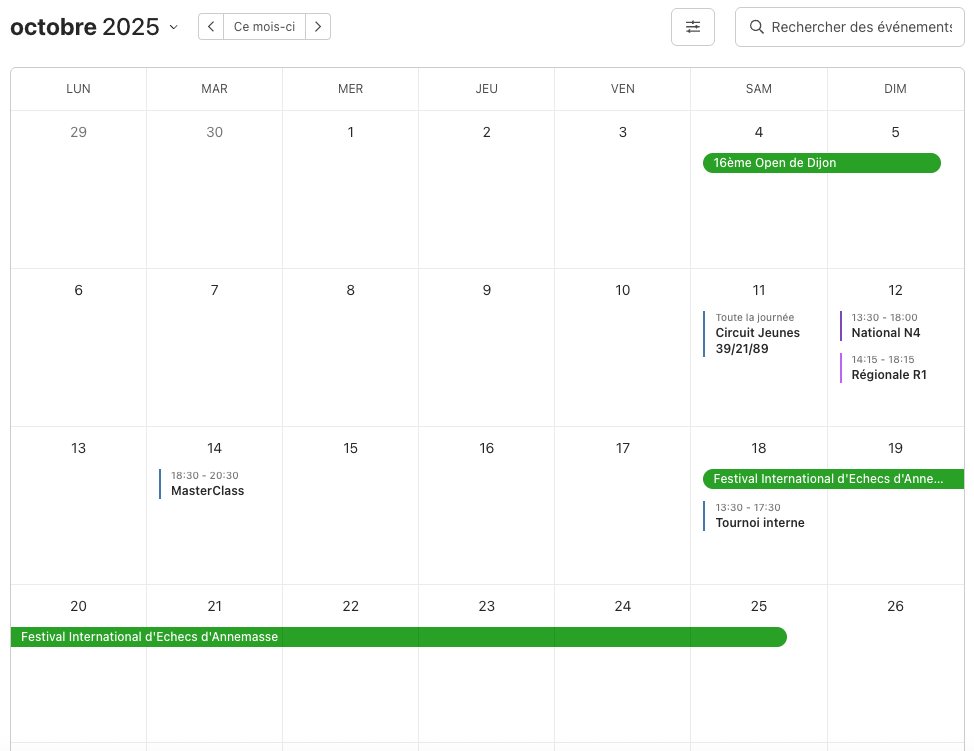 octobre 2025
Ce mois-ci
Rechercher des événements
LUN MAR MER JEU VEN SAM DIM
29 30 1 2 3 4 5
16ème Open de Dijon
6 7 8 9 10 11 12
Toute la journée
Circuit Jeunes
39/21/89
13:30 - 18:00
National N4
14:15 - 18:15
Régionale R1
13 14 15 16 17 18 19
18:30 - 20:30
MasterClass
Festival International d'Echecs d'Anne...
13:30 - 17:30
Tournoi interne
20 21 22 23 24 25 26
Festival International d'Echecs d'Annemasse